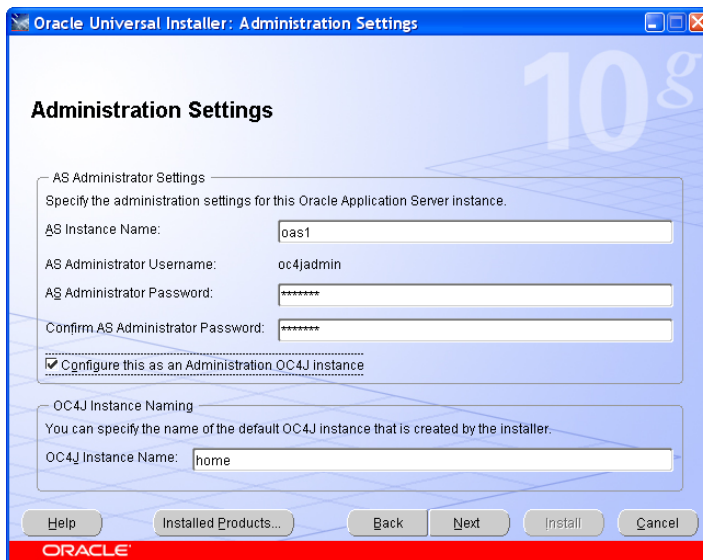 Oracle Universal Installer: Administration Settings
10g
Administration Settings
AS Administrator Settings
Specify the administration settings for this Oracle Application Server instance.
AS Instance Name:
oas1
AS Administrator Username:
oc4jadmin
AS Administrator Password:
*******
Confirm AS Administrator Password:
*******
Configure this as an Administration OC4J instance
OC4J Instance Naming
You can specify the name of the default OC4J instance that is created by the installer.
OC4J Instance Name:
home
Help
Installed Products...
Back
Next
Install
Cancel
ORACLE